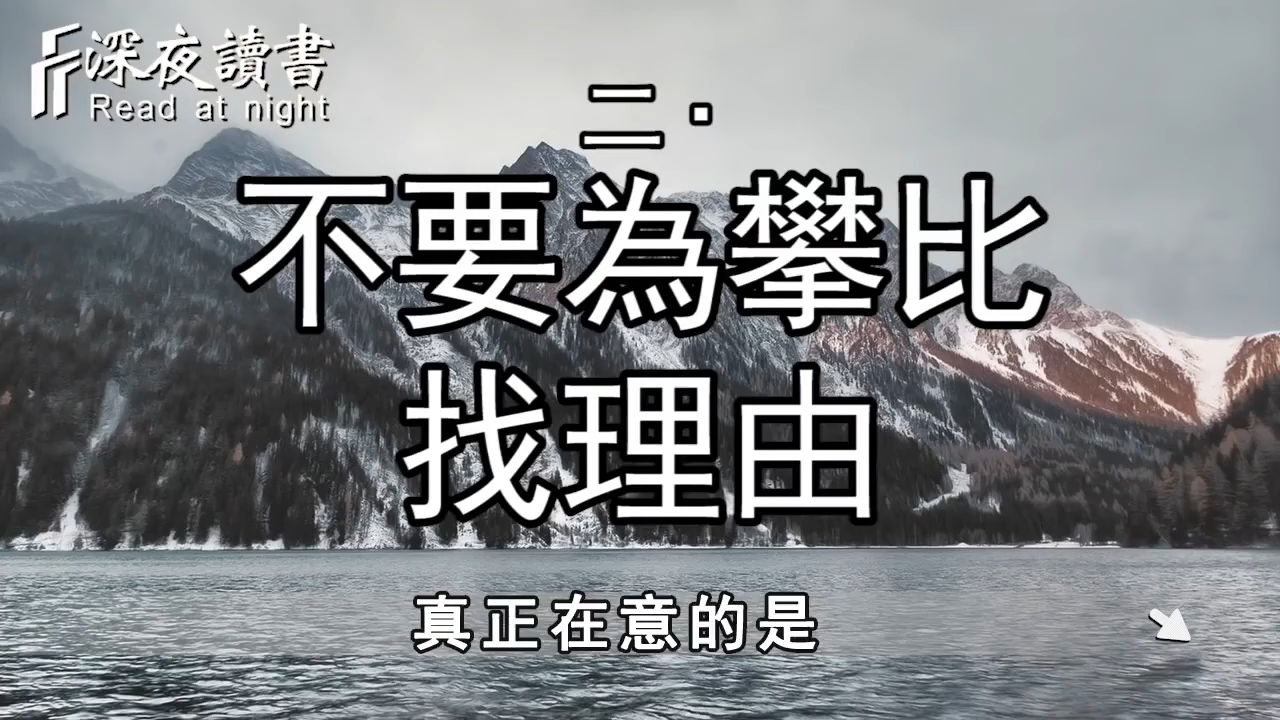 深夜讀書
Read at night
二·
不要為攀比
找理由
真正在意的是